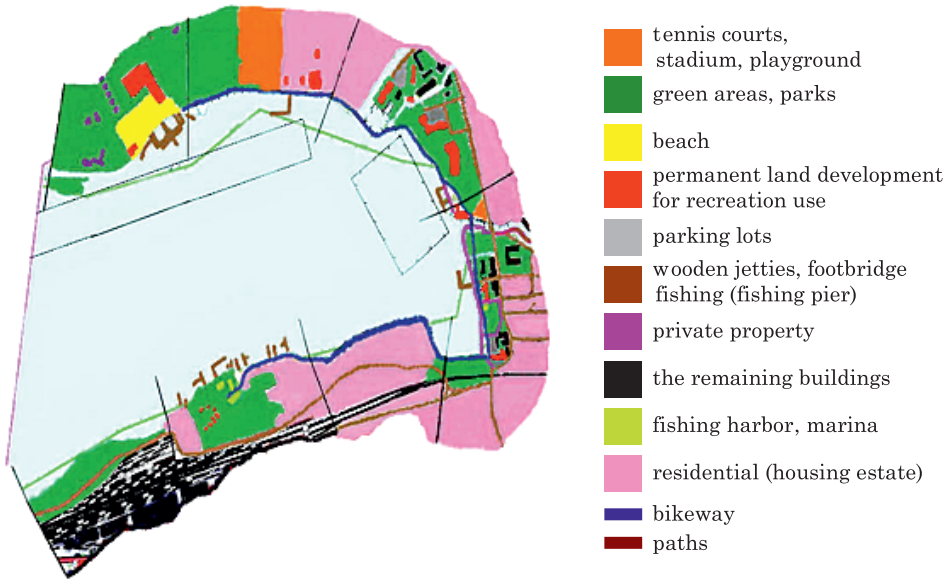 tennis courts,
stadium, playground
green areas, parks
beach
permanent land development
for recreation use
parking lots
wooden jetties, footbridge
fishing (fishing pier)
private property
the remaining buildings
fishing harbor, marina
residential (housing estate)
bikeway
paths